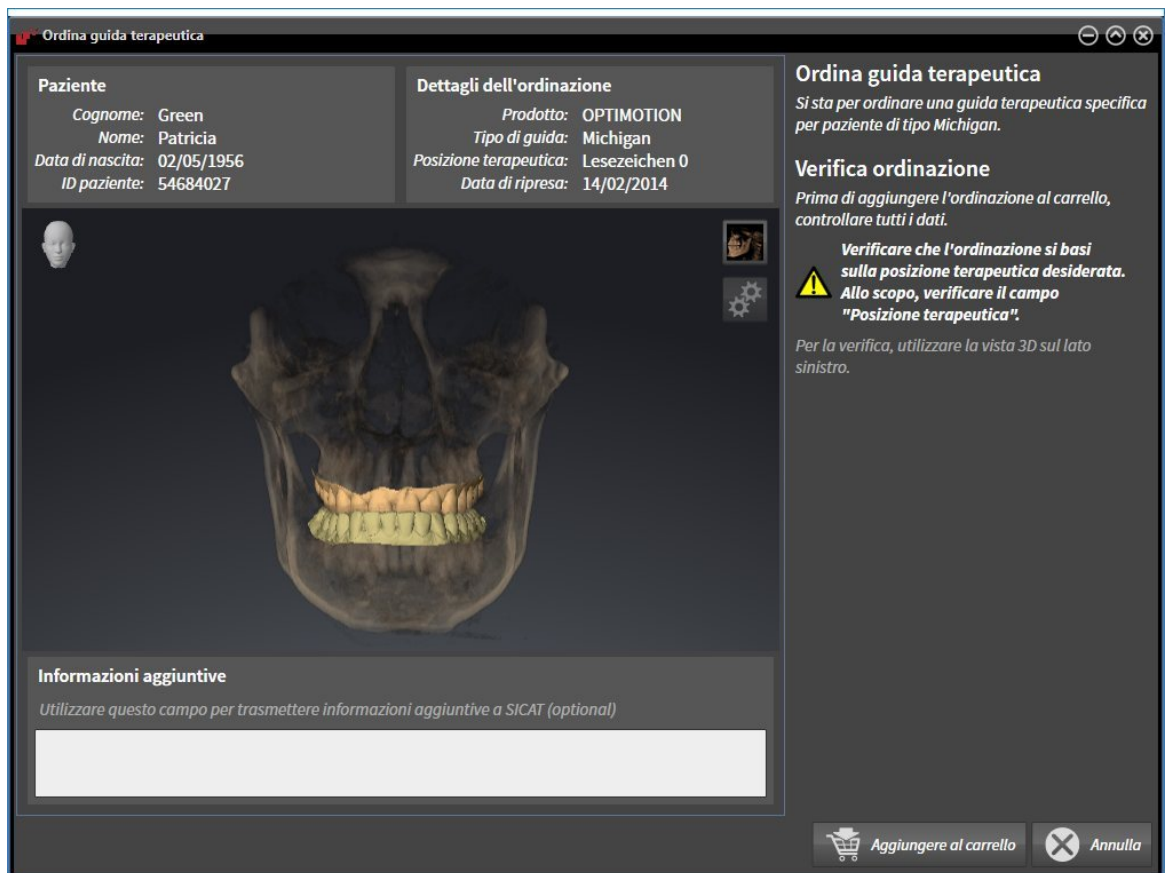 Ordina guida terapeutica
Paziente
Cognome: Green
Nome: Patricia
Data di nascita: 02/05/1956
ID paziente: 54684027
Dettagli dell'ordinazione
Prodotto: OPTIMOTION
Tipo di guida: Michigan
Posizione terapeutica: Lesezeichen 0
Data di ripresa: 14/02/2014
Informazioni aggiuntive
Utilizzare questo campo per trasmettere informazioni aggiuntive a SICAT (optional)
Ordina guida terapeutica
Si sta per ordinare una guida terapeutica specifica
per paziente di tipo Michigan.
Verifica ordinazione
Prima di aggiungere l'ordinazione al carrello,
controllare tutti i dati.
Verificare che l'ordinazione si basi
sulla posizione terapeutica desiderata.
Allo scopo, verificare il campo
"Posizione terapeutica".
Per la verifica, utilizzare la vista 3D sul lato
sinistro.
Aggiungere al carrello
Annulla